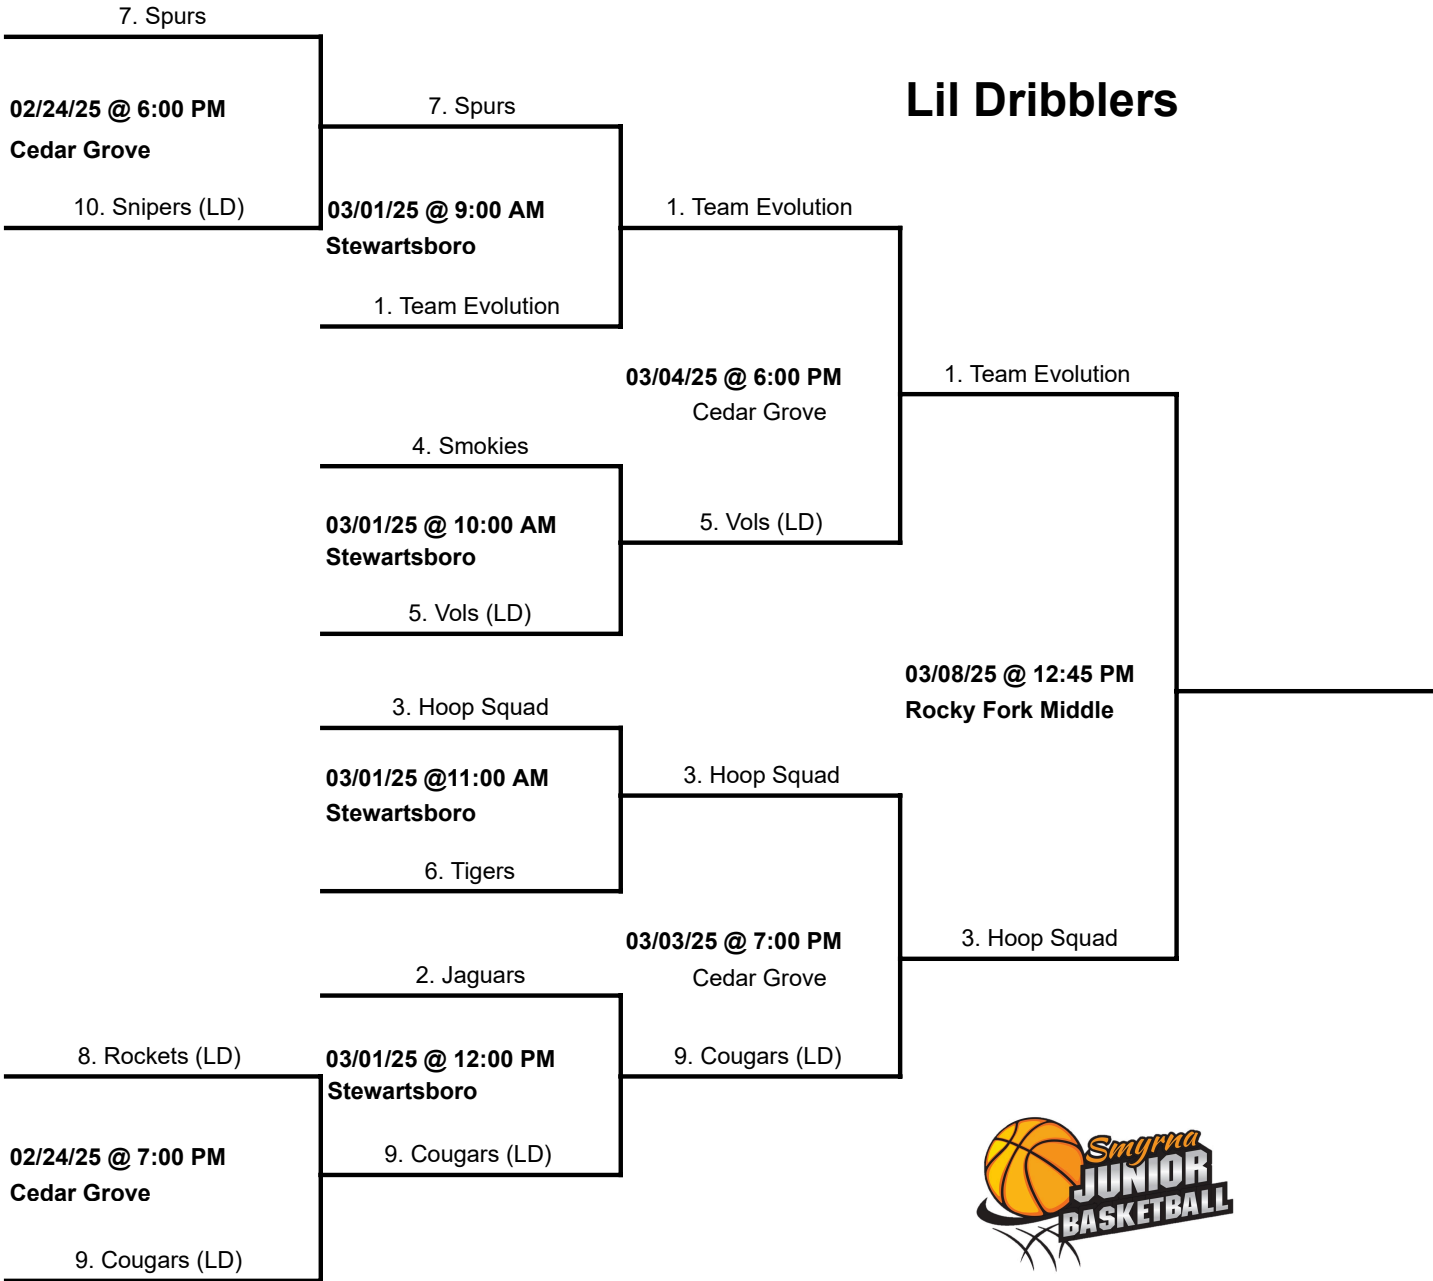 7. Spurs
02/24/25 @ 6:00 PM
Cedar Grove
10. Snipers (LD)
7. Spurs
03/01/25 @ 9:00 AM
Stewartsboro
1. Team Evolution
1. Team Evolution
03/04/25 @ 6:00 PM
Cedar Grove
4. Smokies
03/01/25 @ 10:00 AM
Stewartsboro
5. Vols (LD)
5. Vols (LD)
Lil Dribblers
1. Team Evolution
03/08/25 @ 12:45 PM
Rocky Fork Middle
3. Hoop Squad
03/01/25 @11:00 AM
Stewartsboro
6. Tigers
3. Hoop Squad
03/03/25 @ 7:00 PM
Cedar Grove
3. Hoop Squad
2. Jaguars
03/01/25 @ 12:00 PM
Stewartsboro
9. Cougars (LD)
9. Cougars (LD)
8. Rockets (LD)
02/24/25 @ 7:00 PM
Cedar Grove
9. Cougars (LD)
Smyrna
JUNIOR
BASKETBALL